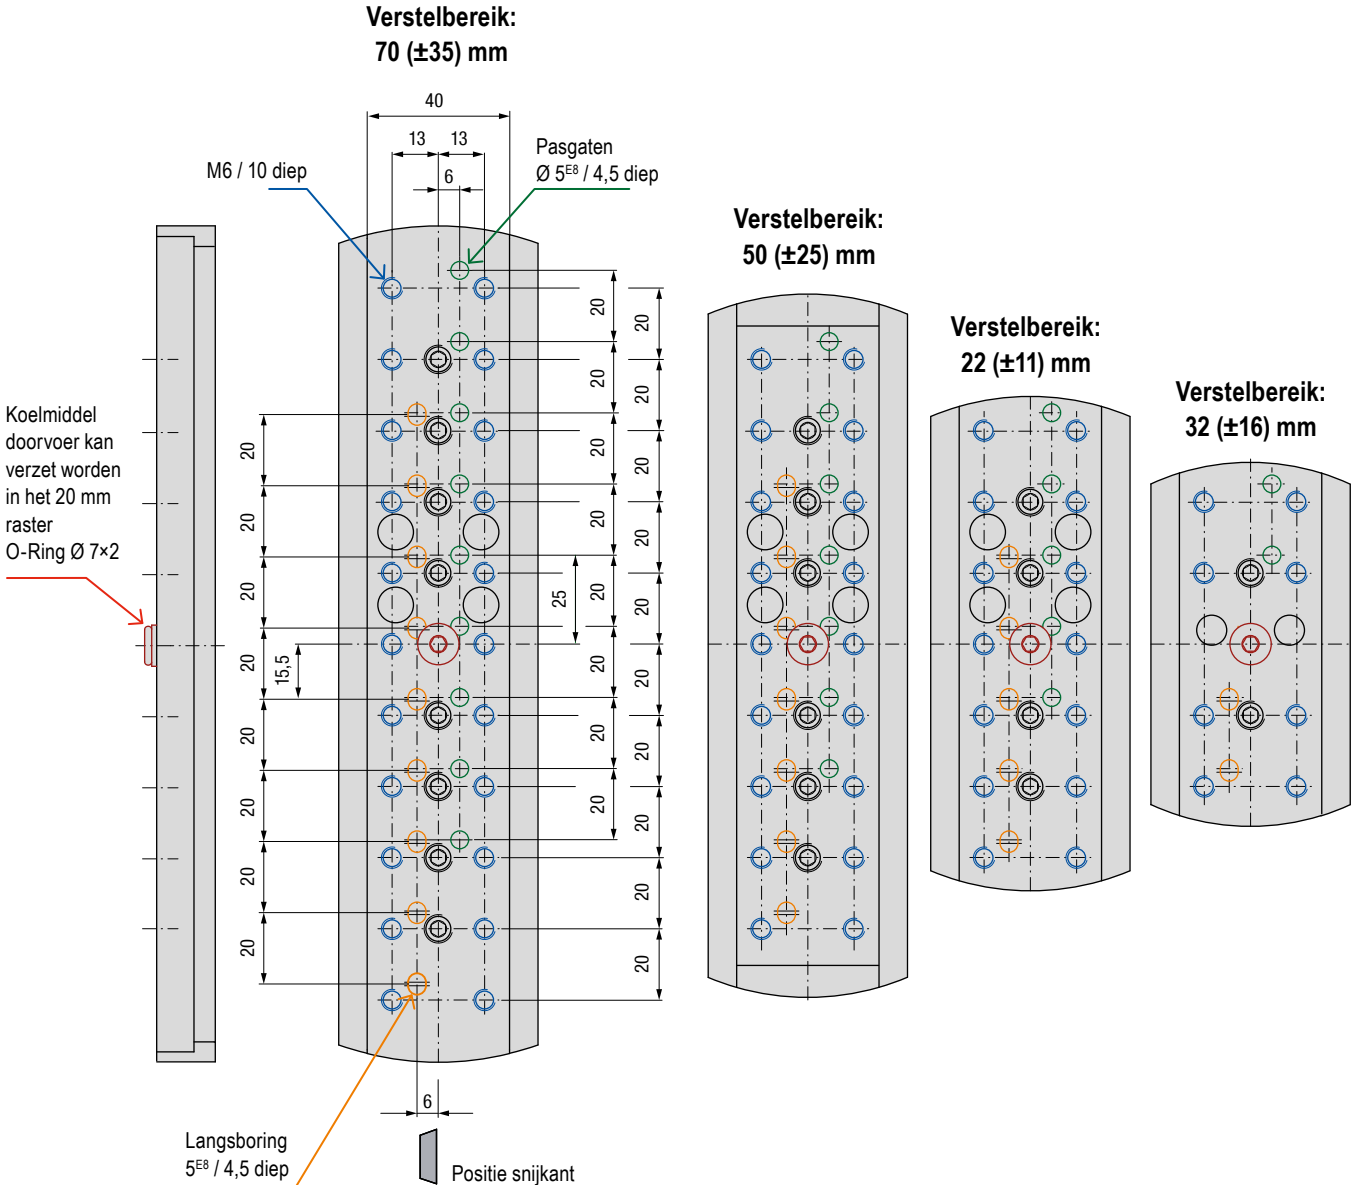 Verstelbereik:
70 (±35) mm
40
13
13
6
M6 / 10 diep
Pasgaten
Ø 5E8 / 4,5 diep
Verstelbereik:
50 (±25) mm
Verstelbereik:
22 (±11) mm
Verstelbereik:
32 (±16) mm
Koelmiddel
doorvoer kan
verzet worden
in het 20 mm
raster
O-Ring Ø 7×2
20
20
20
20
20
20
20
20
15,5
20
20
20
20
20
20
20
20
25
20
20
20
20
20
20
20
20
20
20
6
Langsboring
5E8 / 4,5 diep
Positie snijkant